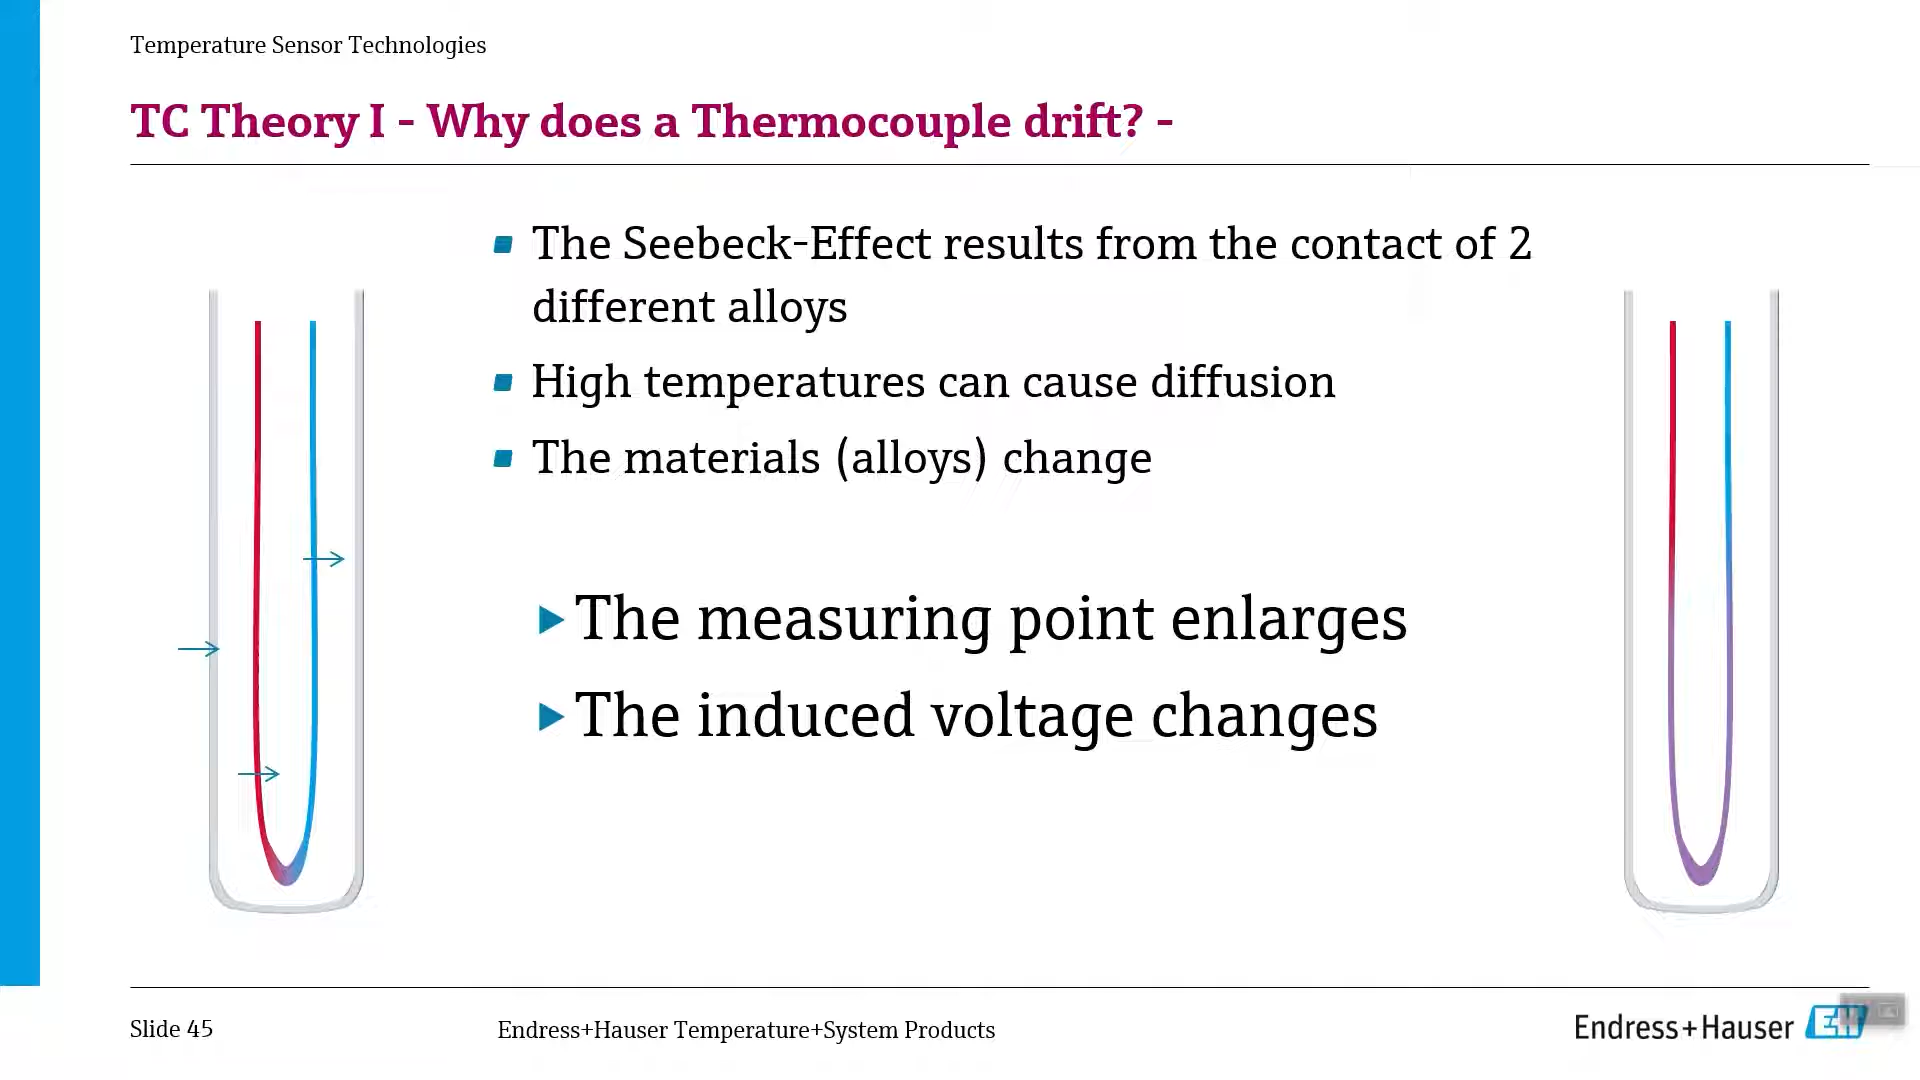 Temperature Sensor Technologies
TC Theory I - Why does a Thermocouple drift? -
The Seebeck-Effect results from the contact of 2
different alloys
High temperatures can cause diffusion
The materials (alloys) change
The measuring point enlarges
The induced voltage changes
Slide 45
Endress+Hauser Temperature+System Products
Endress+Hauser EH